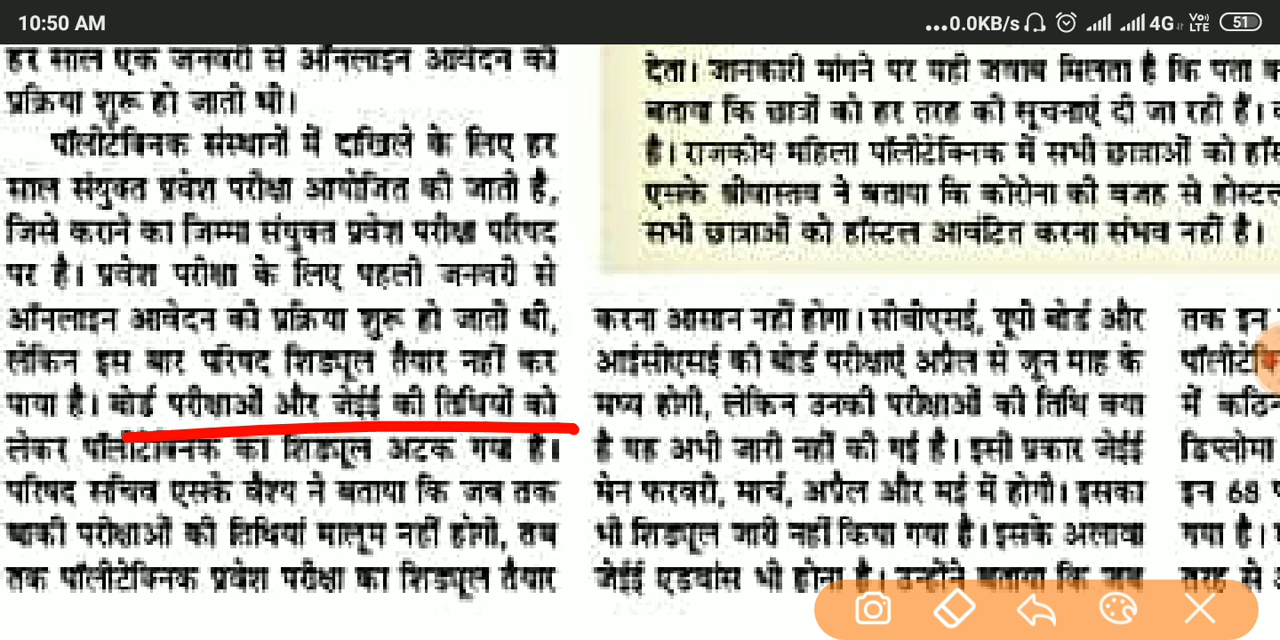 10:50 AM
...0.0KB/s 4G Vo) LTE 51
हर साल एक जनवरी से ऑनलाइन आवेदन की
प्रक्रिया शुरू हो जाती थी।
पॉलीटेक्निक संस्थानों में दाखिले के लिए हर
साल संयुक्त प्रवेश परीक्षा आयोजित की जाती है,
जिसे कराने का जिम्मा संयुक्त प्रवेश परीक्षा परिषद
पर है। प्रवेश परीक्षा के लिए पहली जनवरी से
ऑनलाइन आवेदन की प्रक्रिया शुरू हो जाती थी,
लेकिन इस बार परिषद शिड्यूल तैयार नहीं कर
पाया है। बोर्ड परीक्षाओं और जेईई की तिथियों को
लेकर पॉलीटेक्निक का शिड्यूल अटक गया है।
परिषद सचिव एसके वैश्य ने बताया कि जब तक
बाकी परीक्षाओं की तिथियां मालूम नहीं होगी, तब
तक पॉलीटेक्निक प्रवेश परीक्षा का शिड्यूल तैयार
देता। जानकारी मांगने पर यही जवाब मिलता है कि पता
बताया कि छात्रों को हर तरह की सूचनाएं दी जा रही हैं।
है। राजकीय महिला पॉलीटेक्निक में सभी छात्राओं को
एसके श्रीवास्तव ने बताया कि कोरोना की वजह से
सभी छात्राओं को हॉस्टल आवंटित करना संभव नहीं है।
करना आसान नहीं होगा। सीबीएसई, यूपी बोर्ड और
आईसीएसई की बोर्ड परीक्षाएं अप्रैल से जून माह के
मध्य होगी, लेकिन उनकी परीक्षाओं की तिथि क्या
है यह अभी जारी नहीं की गई है। इसी प्रकार जेईई
मेन फरवरी, मार्च, अप्रैल और मई में होगी। इसका
भी शिड्यूल जारी नहीं किया गया है। इसके अलावा
जेईई एडवांस भी होना है। उन्होंने बताया कि जब
तक इन
में
डिप्लोमा
इन 68
गया है।
तरह से